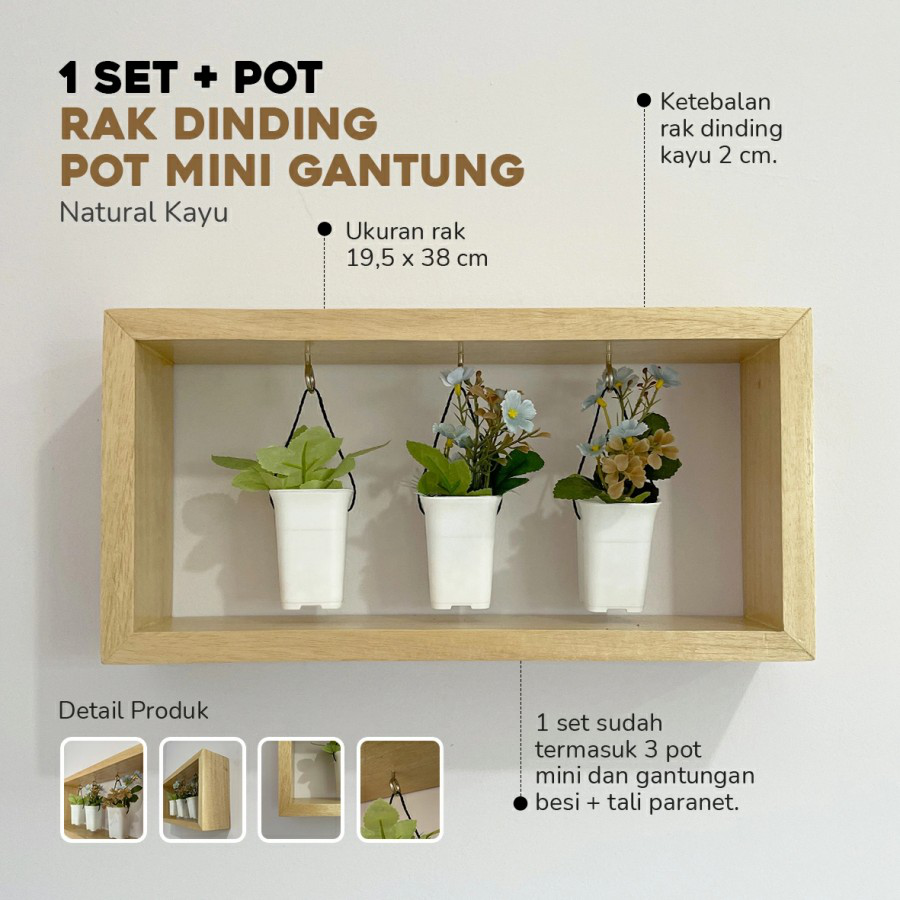 1 SET + POT
RAK DINDING
POT MINI GANTUNG
Natural Kayu
Ketebalan
rak dinding
kayu 2 cm.
Ukuran rak
19,5 x 38 cm
Detail Produk
1 set sudah
termasuk 3 pot
mini dan gantungan
besi + tali paranet.